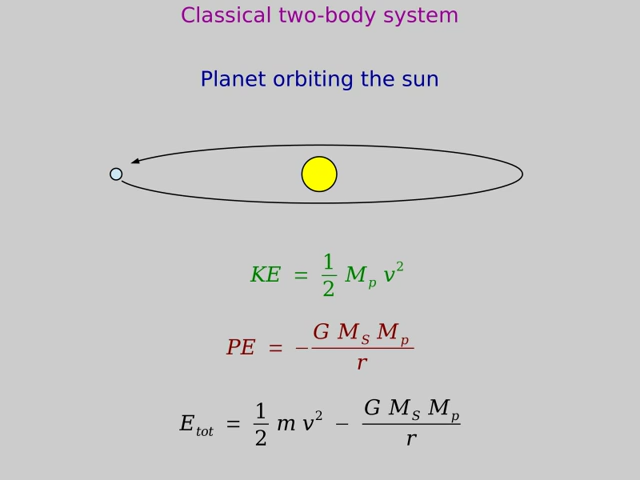 Classical two-body system
Planet orbiting the sun
KE = 1/2 M_p v^2
PE = − G M_S M_p / r
E_tot = 1/2 m v^2 − G M_S M_p / r